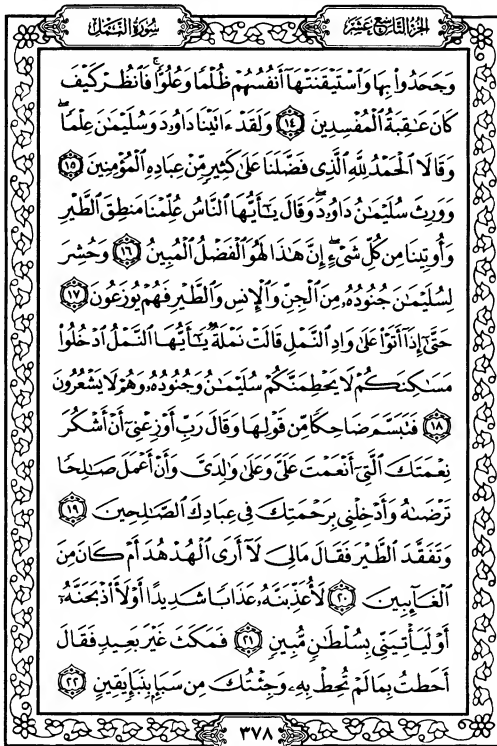 الجزء التاسع عشر
سورة النمل
وَجَحَدُواْ بِهَا وَٱسْتَيْقَنَتْهَآ أَنفُسُهُمْ ظُلْمًا وَعُلُوًّا ۚ فَٱنظُرْ كَيْفَ
كَانَ عَٰقِبَةُ ٱلْمُفْسِدِينَ ١٤ وَلَقَدْ ءَاتَيْنَا دَاوُۥدَ وَسُلَيْمَٰنَ عِلْمًا ۖ
وَقَالَا ٱلْحَمْدُ لِلَّهِ ٱلَّذِى فَضَّلَنَا عَلَىٰ كَثِيرٍ مِّنْ عِبَادِهِ ٱلْمُؤْمِنِينَ ١٥
وَوَرِثَ سُلَيْمَٰنُ دَاوُۥدَ ۖ وَقَالَ يَٰٓأَيُّهَا ٱلنَّاسُ عُلِّمْنَا مَنطِقَ ٱلطَّيْرِ
وَأُوتِينَا مِن كُلِّ شَىْءٍ ۖ إِنَّ هَٰذَا لَهُوَ ٱلْفَضْلُ ٱلْمُبِينُ ١٦ وَحُشِرَ
لِسُلَيْمَٰنَ جُنُودُهُۥ مِنَ ٱلْجِنِّ وَٱلْإِنسِ وَٱلطَّيْرِ فَهُمْ يُوزَعُونَ ١٧
حَتَّىٰٓ إِذَآ أَتَوْاْ عَلَىٰ وَادِ ٱلنَّمْلِ قَالَتْ نَمْلَةٌ يَٰٓأَيُّهَا ٱلنَّمْلُ ٱدْخُلُواْ
مَسَٰكِنَكُمْ لَا يَحْطِمَنَّكُمْ سُلَيْمَٰنُ وَجُنُودُهُۥ وَهُمْ لَا يَشْعُرُونَ
١٨ فَتَبَسَّمَ ضَاحِكًا مِّن قَوْلِهَا وَقَالَ رَبِّ أَوْزِعْنِىٓ أَنْ أَشْكُرَ
نِعْمَتَكَ ٱلَّتِىٓ أَنْعَمْتَ عَلَىَّ وَعَلَىٰ وَٰلِدَىَّ وَأَنْ أَعْمَلَ صَٰلِحًا
تَرْضَىٰهُ وَأَدْخِلْنِى بِرَحْمَتِكَ فِى عِبَادِكَ ٱلصَّٰلِحِينَ ١٩
وَتَفَقَّدَ ٱلطَّيْرَ فَقَالَ مَالِىَ لَآ أَرَى ٱلْهُدْهُدَ أَمْ كَانَ مِنَ
ٱلْغَآئِبِينَ ٢٠ لَأُعَذِّبَنَّهُۥ عَذَابًا شَدِيدًا أَوْ لَأَاْذْبَحَنَّهُۥٓ
أَوْ لَيَأْتِيَنِّى بِسُلْطَٰنٍ مُّبِينٍ ٢١ فَمَكَثَ غَيْرَ بَعِيدٍ فَقَالَ
أَحَطتُ بِمَا لَمْ تُحِطْ بِهِۦ وَجِئْتُكَ مِن سَبَإٍۭ بِنَبَإٍ يَقِينٍ ٢٢
٣٧٨